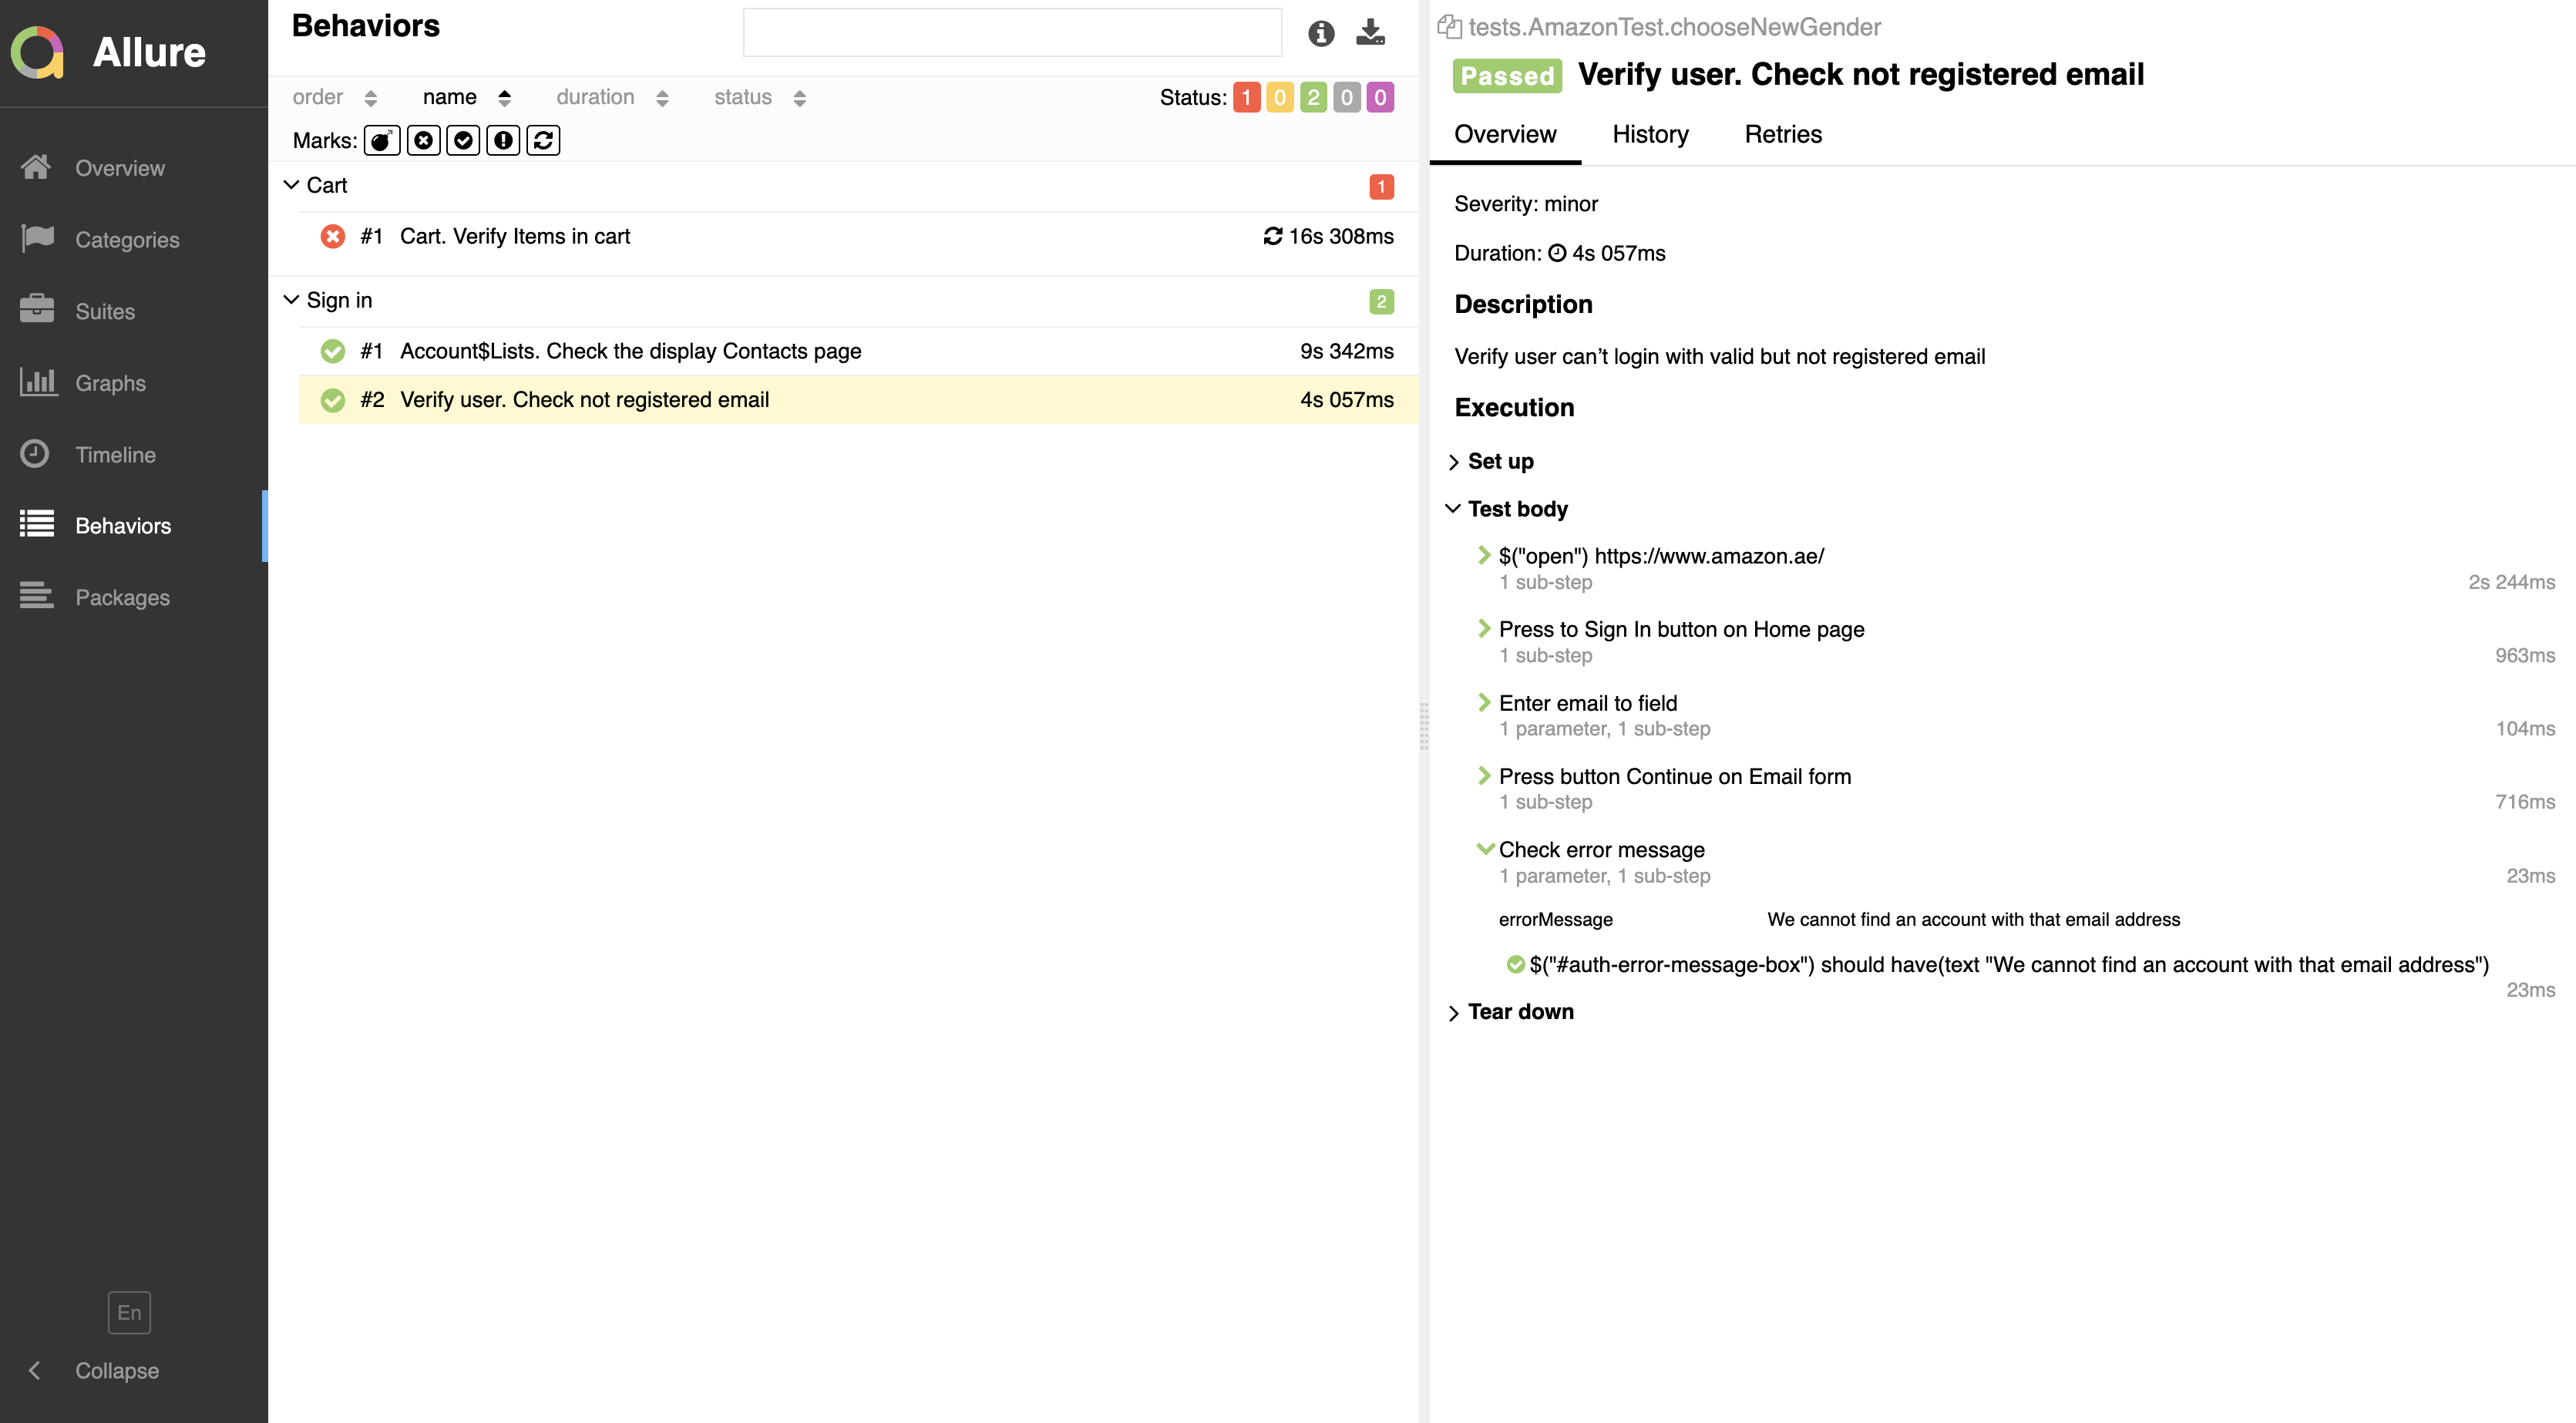 Allure
Overview
Categories
Suites
Graphs
Timeline
Behaviors
Packages
En
Collapse
Behaviors
order name duration status
Status: 1 0 2 0 0
Marks:
Cart 1
#1 Cart. Verify Items in cart 16s 308ms
Sign in 2
#1 Account$Lists. Check the display Contacts page 9s 342ms
#2 Verify user. Check not registered email 4s 057ms
tests.AmazonTest.chooseNewGender
Passed Verify user. Check not registered email
Overview History Retries
Severity: minor
Duration: 4s 057ms
Description
Verify user can’t login with valid but not registered email
Execution
Set up
Test body
$("open") https://www.amazon.ae/
1 sub-step 2s 244ms
Press to Sign In button on Home page
1 sub-step 963ms
Enter email to field
1 parameter, 1 sub-step 104ms
Press button Continue on Email form
1 sub-step 716ms
Check error message
1 parameter, 1 sub-step 23ms
errorMessage We cannot find an account with that email address
$("#auth-error-message-box") should have(text "We cannot find an account with that email address")
23ms
Tear down